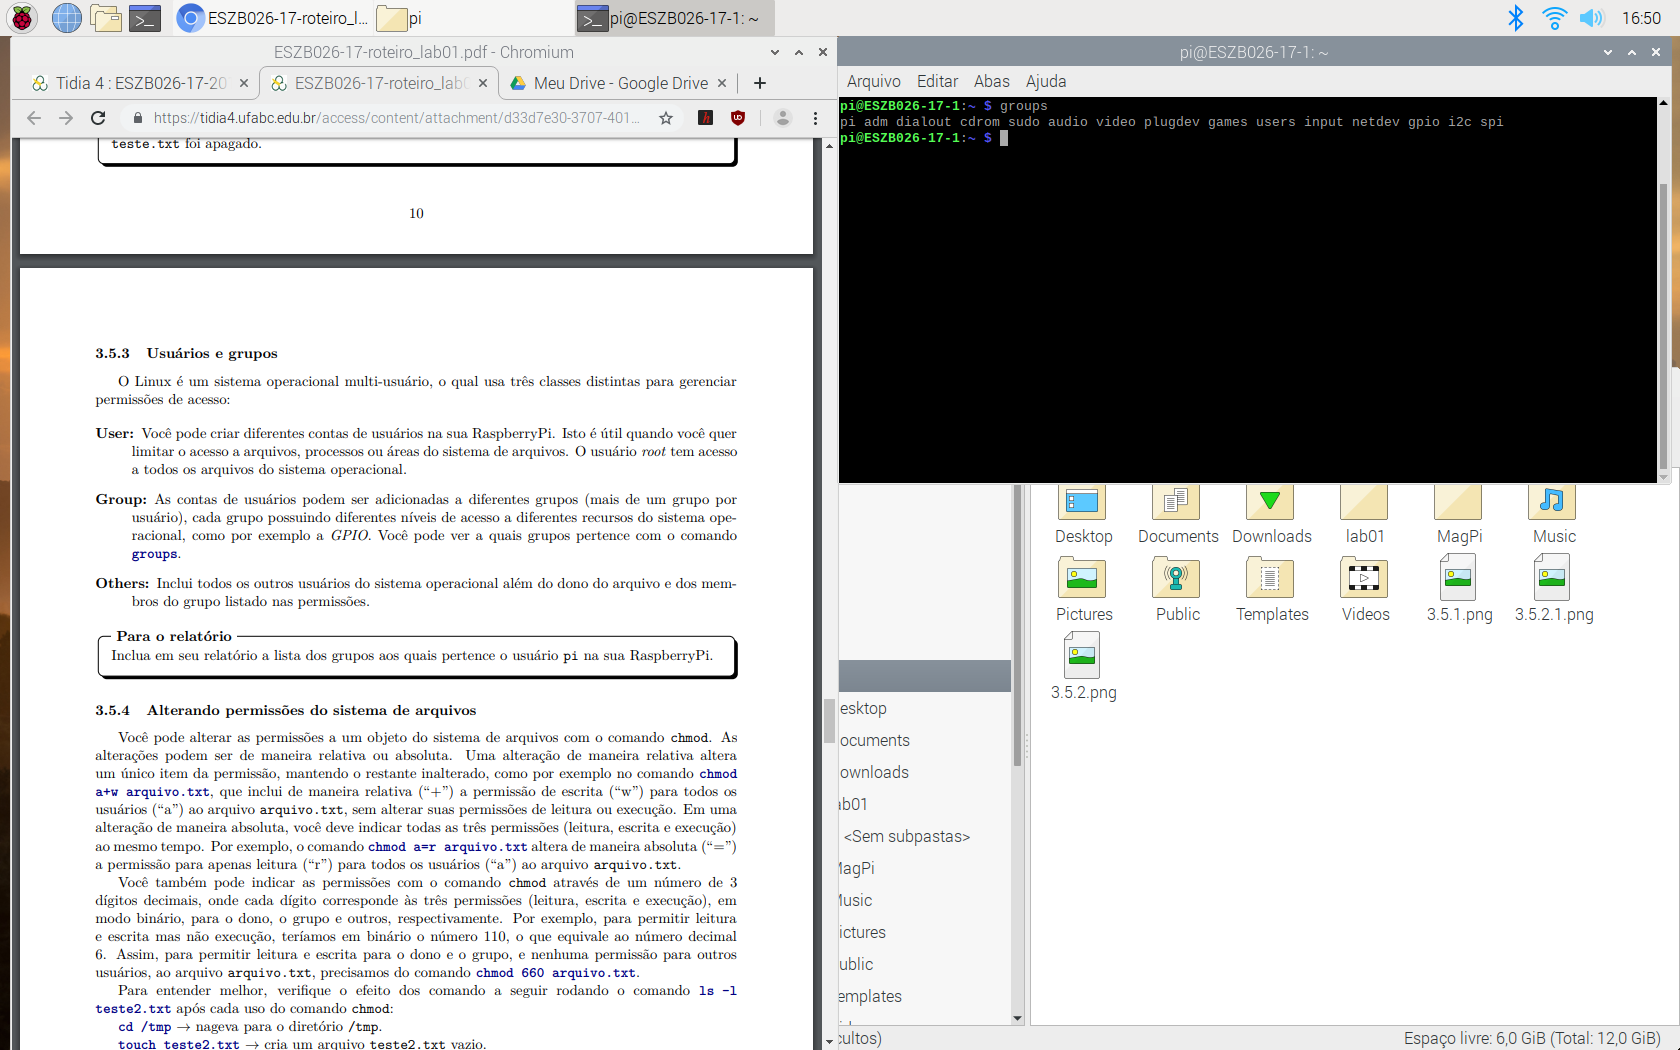 ESZB026-17-roteiro_l...
pi
pi@ESZB026-17-1: ~
16:50
ESZB026-17-roteiro_lab01.pdf - Chromium
Tidia 4 : ESZB026-17-20
ESZB026-17-roteiro_lab0
Meu Drive - Google Drive
https://tidia4.ufabc.edu.br/access/content/attachment/d33d7e30-3707-401...
teste.txt foi apagado.
10
3.5.3 Usuários e grupos
O Linux é um sistema operacional multi-usuário, o qual usa três classes distintas para gerenciar
permissões de acesso:
User: Você pode criar diferentes contas de usuários na sua RaspberryPi. Isto é útil quando você quer
limitar o acesso a arquivos, processos ou áreas do sistema de arquivos. O usuário root tem acesso
a todos os arquivos do sistema operacional.
Group: As contas de usuários podem ser adicionadas a diferentes grupos (mais de um grupo por
usuário), cada grupo possuindo diferentes níveis de acesso a diferentes recursos do sistema ope-
racional, como por exemplo a GPIO. Você pode ver a quais grupos pertence com o comando
groups.
Others: Inclui todos os outros usuários do sistema operacional além do dono do arquivo e dos mem-
bros do grupo listado nas permissões.
Para o relatório
Inclua em seu relatório a lista dos grupos aos quais pertence o usuário pi na sua RaspberryPi.
3.5.4 Alterando permissões do sistema de arquivos
Você pode alterar as permissões a um objeto do sistema de arquivos com o comando chmod. As
alterações podem ser de maneira relativa ou absoluta. Uma alteração de maneira relativa altera
um único item da permissão, mantendo o restante inalterado, como por exemplo no comando chmod
a+w arquivo.txt, que inclui de maneira relativa (“+”) a permissão de escrita (“w”) para todos os
usuários (“a”) ao arquivo arquivo.txt, sem alterar suas permissões de leitura ou execução. Em uma
alteração de maneira absoluta, você deve indicar todas as três permissões (leitura, escrita e execução)
ao mesmo tempo. Por exemplo, o comando chmod a=r arquivo.txt altera de maneira absoluta (“=”)
a permissão para apenas leitura (“r”) para todos os usuários (“a”) ao arquivo arquivo.txt.
Você também pode indicar as permissões com o comando chmod através de um número de 3
dígitos decimais, onde cada dígito corresponde às três permissões (leitura, escrita e execução), em
modo binário, para o dono, o grupo e outros, respectivamente. Por exemplo, para permitir leitura
e escrita mas não execução, teríamos em binário o número 110, o que equivale ao número decimal
6. Assim, para permitir leitura e escrita para o dono e o grupo, e nenhuma permissão para outros
usuários, ao arquivo arquivo.txt, precisamos do comando chmod 660 arquivo.txt.
Para entender melhor, verifique o efeito dos comando a seguir rodando o comando ls -l
teste2.txt após cada uso do comando chmod:
cd /tmp → nageva para o diretório /tmp.
touch teste2.txt → cria um arquivo teste2.txt vazio.
pi@ESZB026-17-1: ~
Arquivo Editar Abas Ajuda
pi@ESZB026-17-1:~ $ groups
pi adm dialout cdrom sudo audio video plugdev games users input netdev gpio i2c spi
pi@ESZB026-17-1:~ $
Desktop Documents Downloads lab01 MagPi Music
Pictures Public Templates Videos 3.5.1.png 3.5.2.1.png
3.5.2.png
esktop
ocuments
ownloads
ab01
<Sem subpastas>
MagPi
Music
ictures
ublic
emplates
cultos)
Espaço livre: 6,0 GiB (Total: 12,0 GiB)